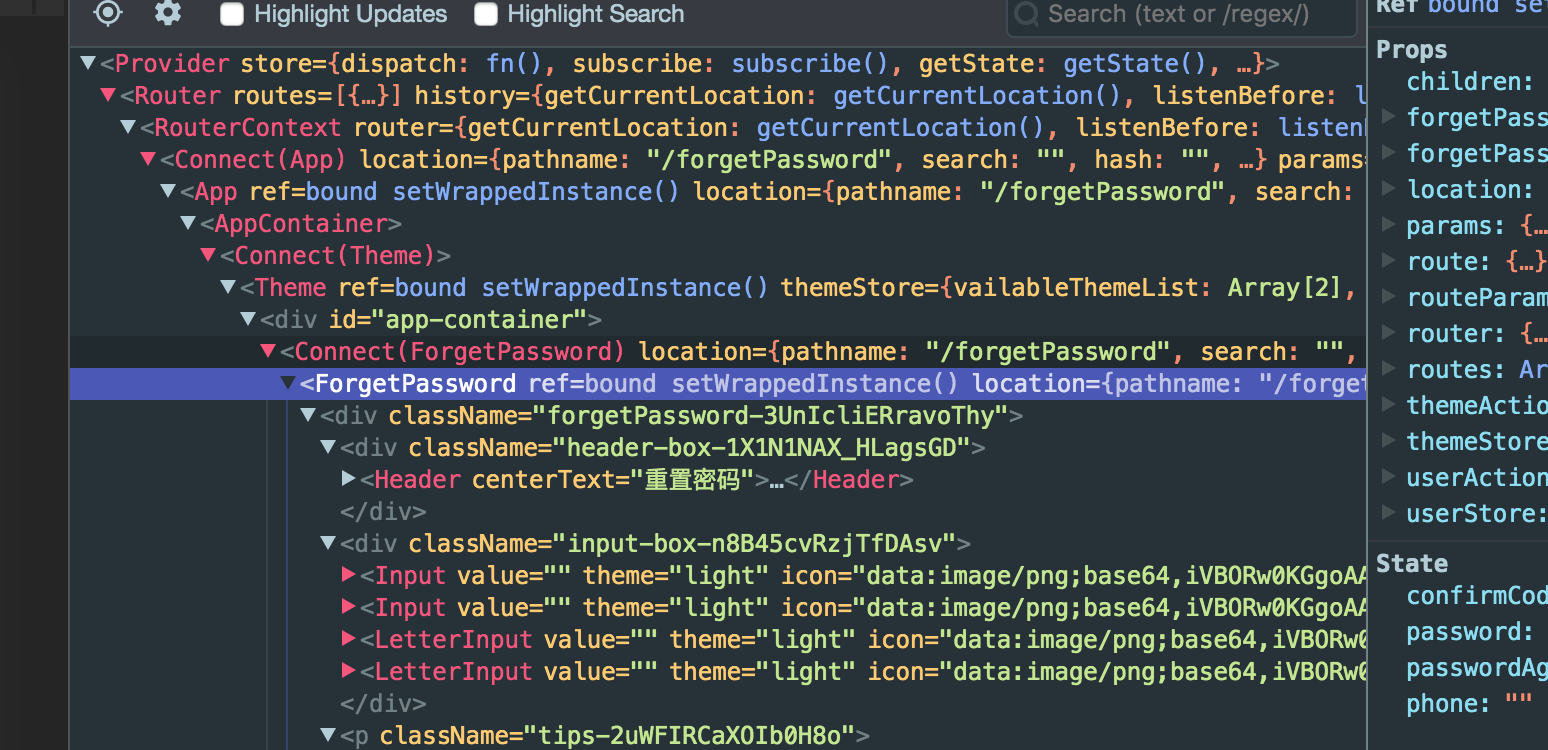 Highlight Updates Highlight Search Search (text or /regex/)
<Provider store={dispatch: fn(), subscribe: subscribe(), getState: getState(), …}>
<Router routes=[{…}] history={getCurrentLocation: getCurrentLocation(), listenBefore: l
<RouterContext router={getCurrentLocation: getCurrentLocation(), listenBefore: listen
<Connect(App) location={pathname: "/forgetPassword", search: "", hash: "", …} params=
<App ref=bound setWrappedInstance() location={pathname: "/forgetPassword", search:
<AppContainer>
<Connect(Theme)>
<Theme ref=bound setWrappedInstance() themeStore={vailableThemeList: Array[2],
<div id="app-container">
<Connect(ForgetPassword) location={pathname: "/forgetPassword", search: "",
<ForgetPassword ref=bound setWrappedInstance() location={pathname: "/forget
<div className="forgetPassword-3UnIcliERravoThy">
<div className="header-box-1X1N1NAX_HLagsGD">
<Header centerText="重置密码">…</Header>
</div>
<div className="input-box-n8B45cvRzjTfDAsv">
<Input value="" theme="light" icon="data:image/png;base64,iVBORw0KGgoAA
<Input value="" theme="light" icon="data:image/png;base64,iVBORw0KGgoAA
<LetterInput value="" theme="light" icon="data:image/png;base64,iVBORw0
<LetterInput value="" theme="light" icon="data:image/png;base64,iVBORw0
</div>
<p className="tips-2uWFIRCaXOIb0H8o">
Ref bound set
Props
children:
forgetPass
forgetPass
location:
params: {…
route: {…}
routeParam
router: {…
routes: Ar
themeActio
themeStore
userAction
userStore:
State
confirmCod
password:
passwordAg
phone: ""